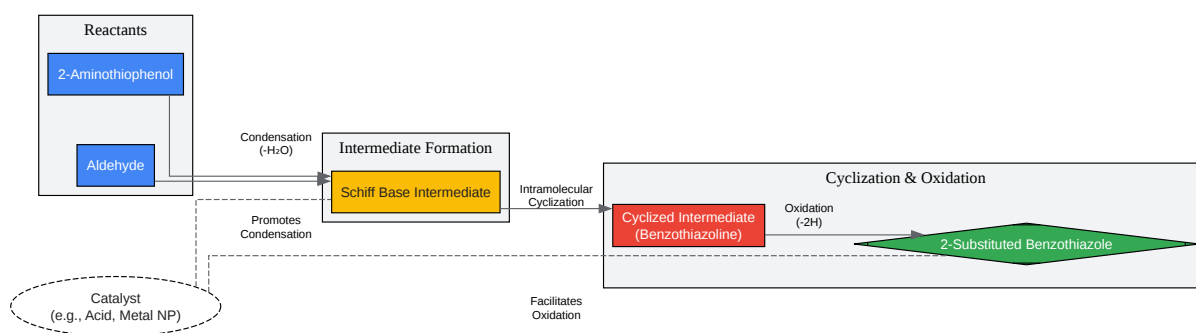 Reactants
2-Aminothiophenol
Aldehyde
Condensation
(-H₂O)
Intermediate Formation
Schiff Base Intermediate
Promotes
Condensation
Intramolecular
Cyclization
Cyclization & Oxidation
Cyclized Intermediate
(Benzothiazoline)
Oxidation
(-2H)
2-Substituted Benzothiazole
Catalyst
(e.g., Acid, Metal NP)
Facilitates
Oxidation